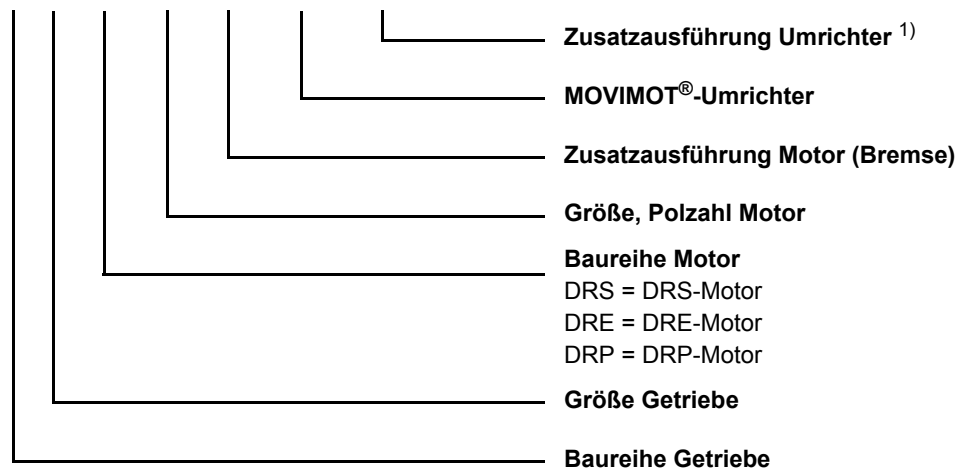 Zusatzausführung Umrichter 1)
MOVIMOT®-Umrichter
Zusatzausführung Motor (Bremse)
Größe, Polzahl Motor
Baureihe Motor
DRS = DRS-Motor
DRE = DRE-Motor
DRP = DRP-Motor
Größe Getriebe
Baureihe Getriebe